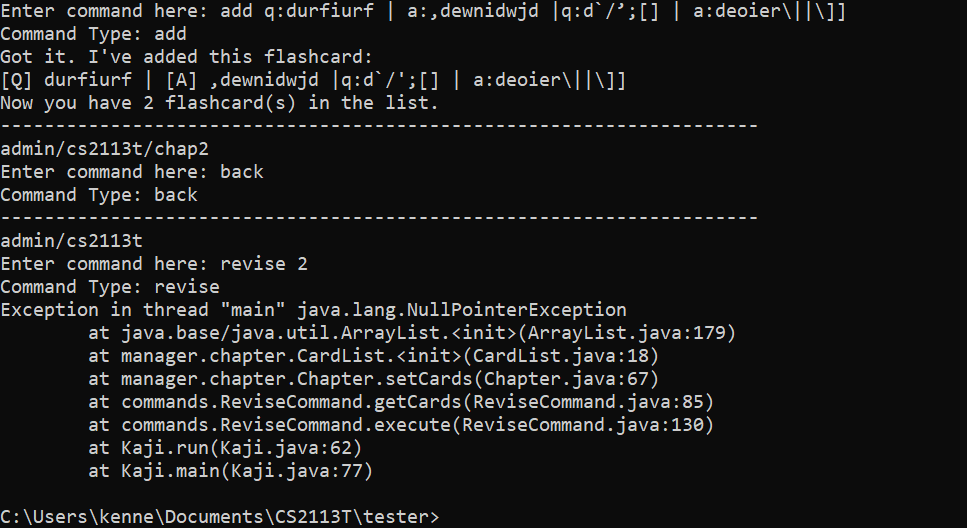 Enter command here: add q:durfiurf | a:,dewnidwjd |q:d`/’;[] | a:deoier\||\]]
Command Type: add
Got it. I've added this flashcard:
[Q] durfiurf | [A] ,dewnidwjd |q:d`/';[] | a:deoier\||\]]
Now you have 2 flashcard(s) in the list.
---------------------------------------------------------------------
admin/cs2113t/chap2
Enter command here: back
Command Type: back
---------------------------------------------------------------------
admin/cs2113t
Enter command here: revise 2
Command Type: revise
Exception in thread "main" java.lang.NullPointerException
        at java.base/java.util.ArrayList.<init>(ArrayList.java:179)
        at manager.chapter.CardList.<init>(CardList.java:18)
        at manager.chapter.Chapter.setCards(Chapter.java:67)
        at commands.ReviseCommand.getCards(ReviseCommand.java:85)
        at commands.ReviseCommand.execute(ReviseCommand.java:130)
        at Kaji.run(Kaji.java:62)
        at Kaji.main(Kaji.java:77)
C:\Users\kenne\Documents\CS2113T\tester>